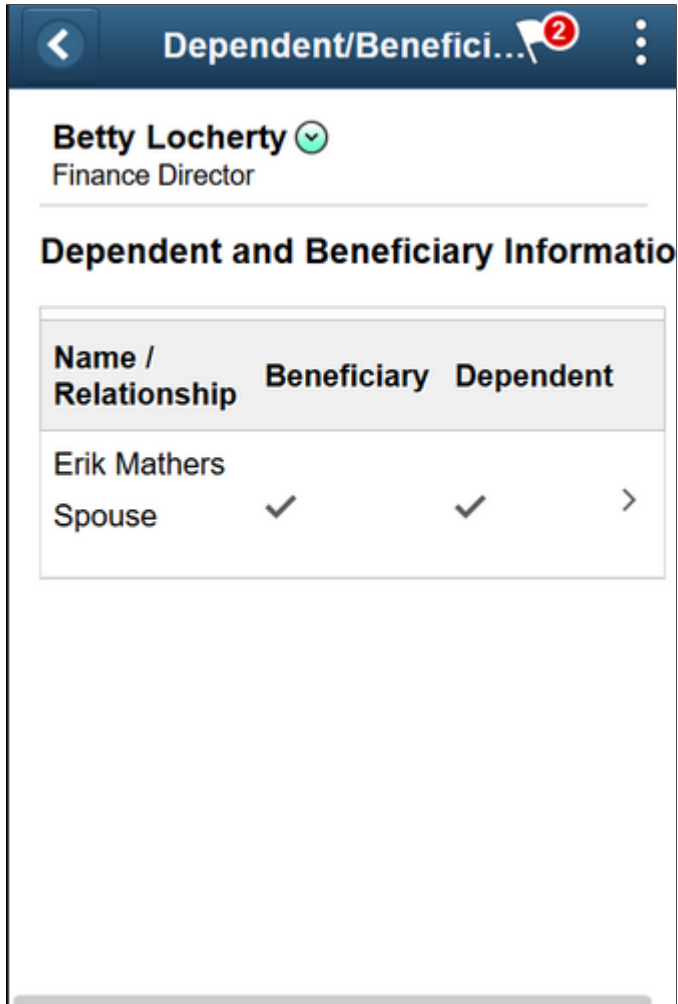 Dependent/Benefici...
2
Betty Locherty
Finance Director
Dependent and Beneficiary Informatio
Name /
Relationship
Beneficiary
Dependent
Erik Mathers
Spouse